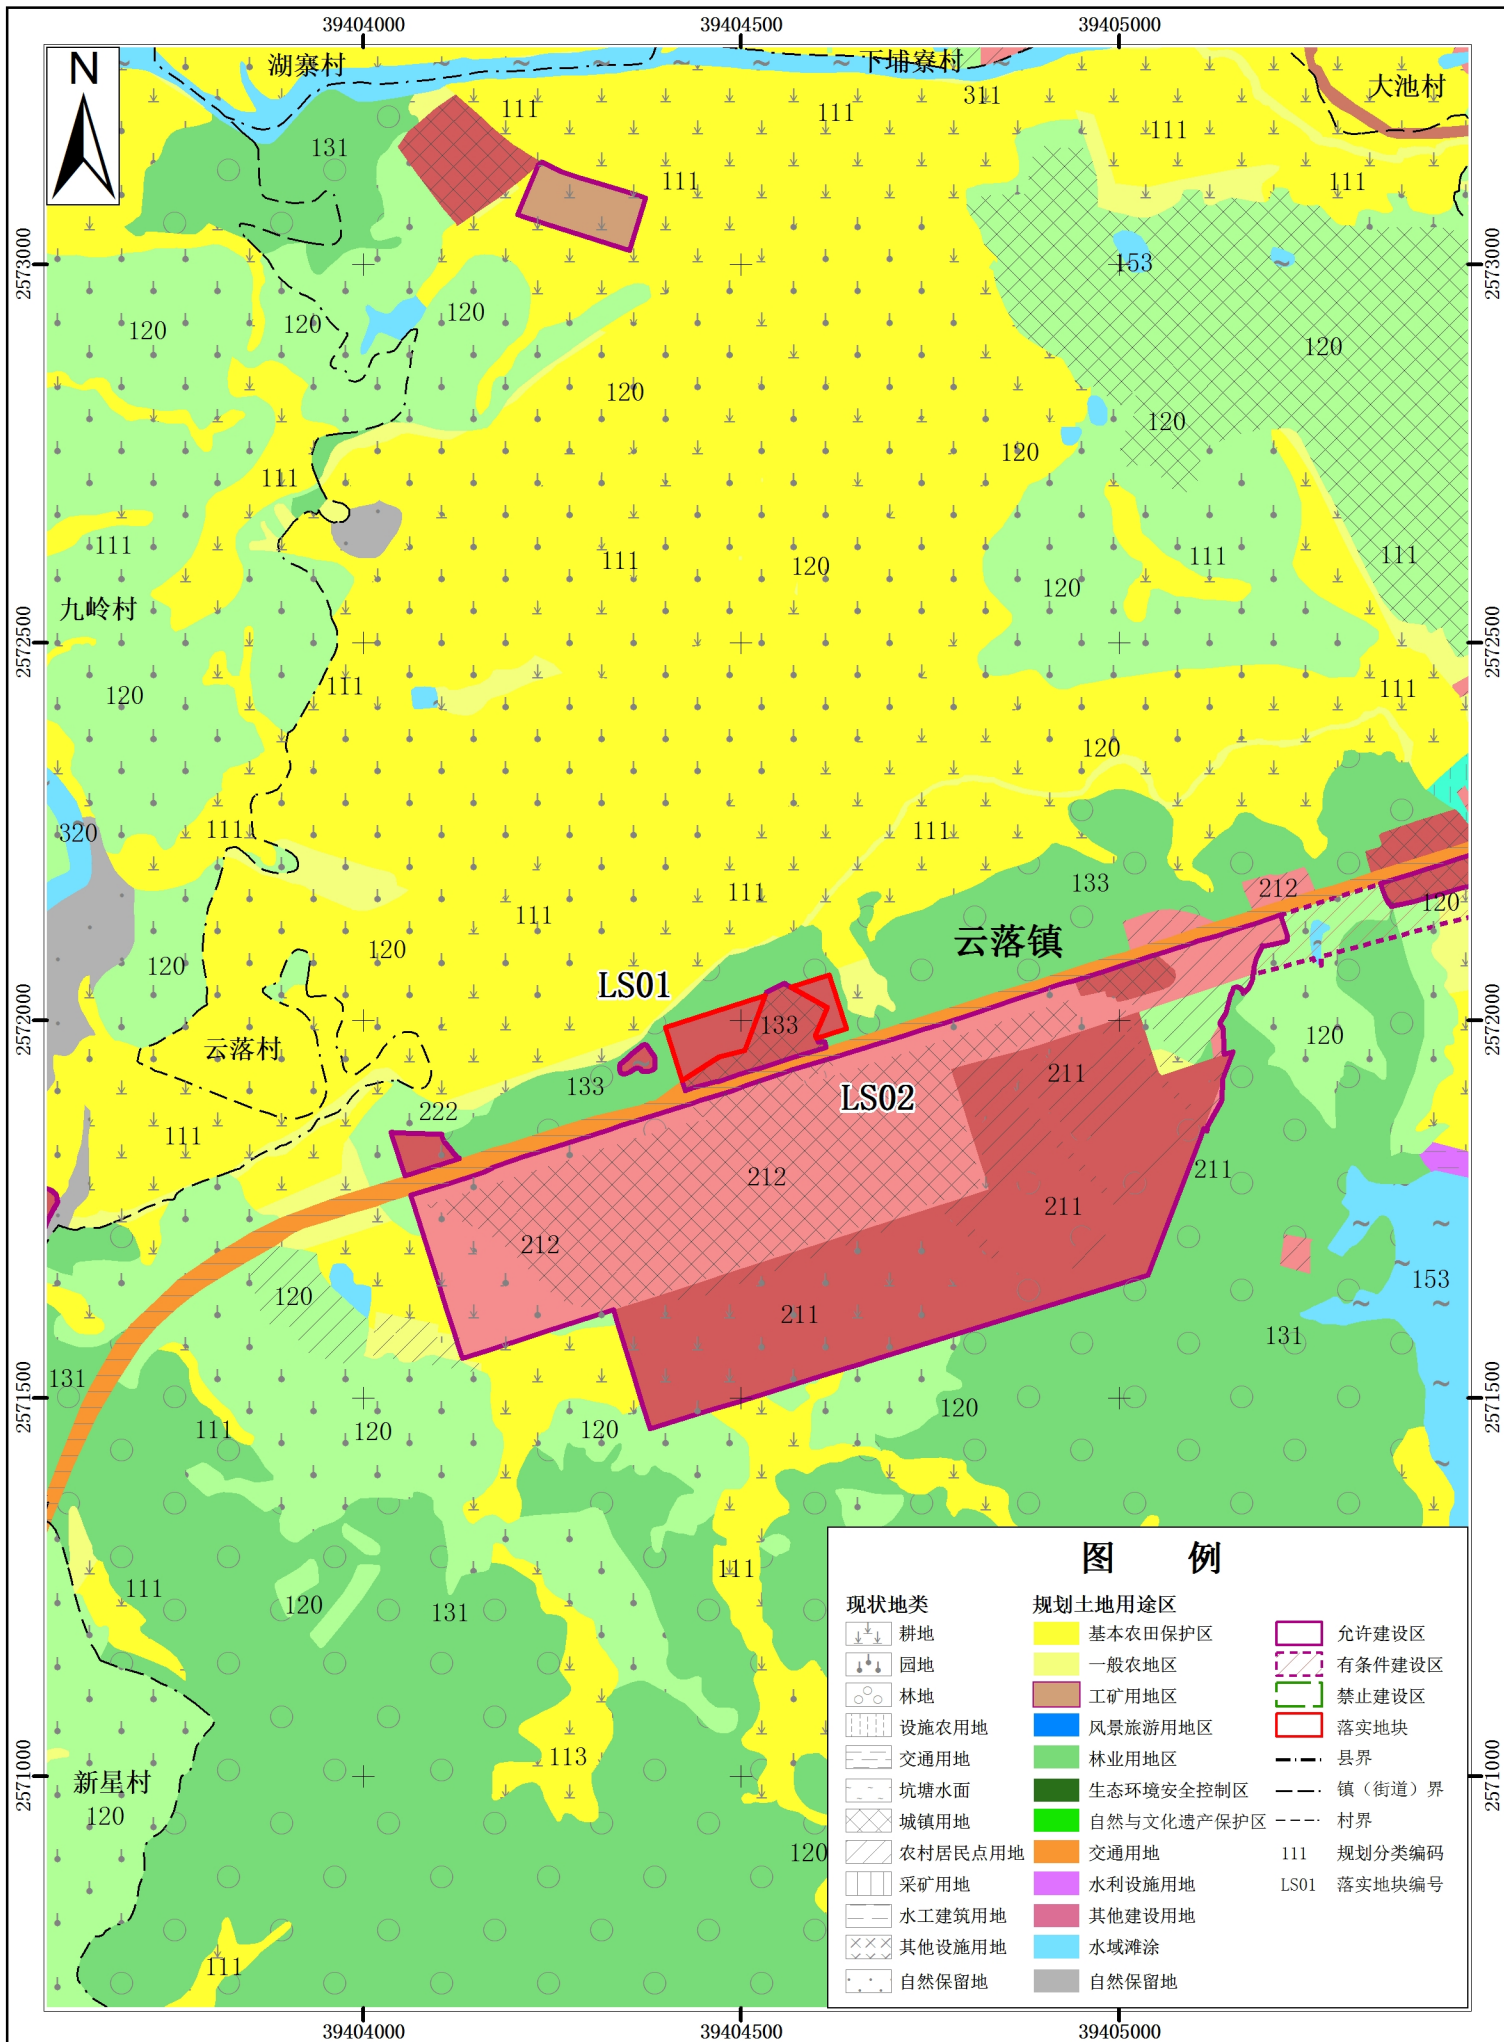 39404000
39404500
39405000
N
湖寨村
下埔寮村
大池村
111
111
311
111
131
111
111
2573000
2573000
153
120
120
120
120
120
120
120
111
111
111
120
111
111
120
九岭村
2572500
2572500
120
111
111
120
320
111
111
111
133
212
120
111
120
云落镇
120
LS01
2572000
2572000
133
120
云落村
133
211
LS02
222
111
212
211
211
212
153
120
211
131
131
2571500
2571500
111
120
120
120
111
111
120
131
图 例
现状地类
耕地
园地
林地
设施农用地
交通用地
坑塘水面
城镇用地
农村居民点用地
采矿用地
水工建筑用地
其他设施用地
自然保留地
规划土地用途区
基本农田保护区
一般农地区
工矿用地区
风景旅游用地区
林业用地区
生态环境安全控制区
自然与文化遗产保护区
交通用地
水利设施用地
其他建设用地
水域滩涂
自然保留地
允许建设区
有条件建设区
禁止建设区
落实地块
县界
镇（街道）界
村界
111 规划分类编码
LS01 落实地块编号
113
2571000
2571000
新星村
120
120
111
39404000
39404500
39405000